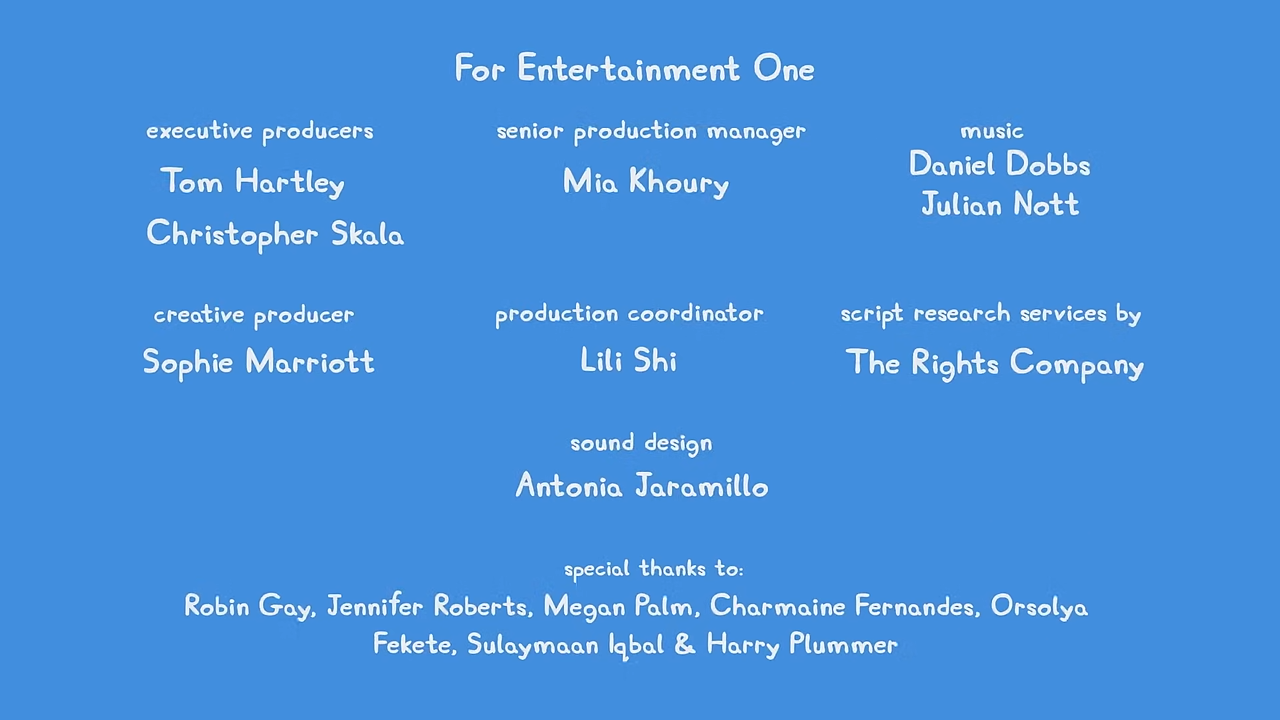 For Entertainment One
executive producers
Tom Hartley
Christopher Skala
senior production manager
Mia Khoury
music
Daniel Dobbs
Julian Nott
creative producer
Sophie Marriott
production coordinator
Lili Shi
script research services by
The Rights Company
sound design
Antonia Jaramillo
special thanks to:
Robin Gay, Jennifer Roberts, Megan Palm, Charmaine Fernandes, Orsolya
Fekete, Sulaymaan Iqbal & Harry Plummer